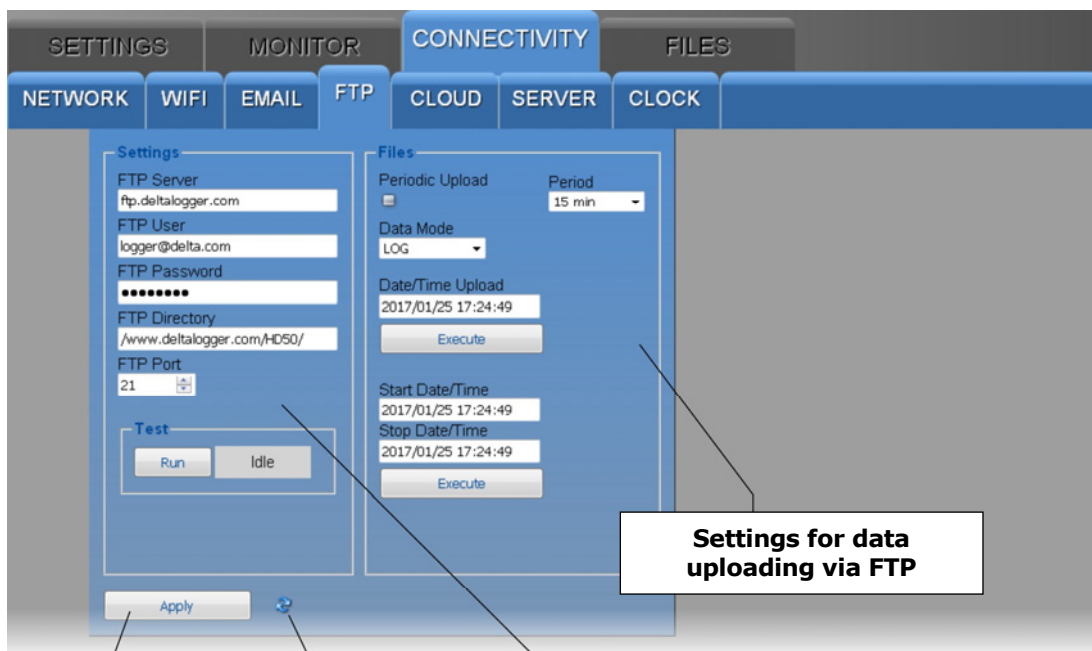 SETTINGS MONITOR CONNECTIVITY FILES
NETWORK WIFI EMAIL FTP CLOUD SERVER CLOCK
Settings
FTP Server
ftp.deltalogger.com
FTP User
logger@delta.com
FTP Password
••••••••
FTP Directory
/www.deltalogger.com/HD50/
FTP Port
21
Test
Run Idle
Files
Periodic Upload Period
15 min
Data Mode
LOG
Date/Time Upload
2017/01/25 17:24:49
Execute
Start Date/Time
2017/01/25 17:24:49
Stop Date/Time
2017/01/25 17:24:49
Execute
Settings for data
uploading via FTP
Apply